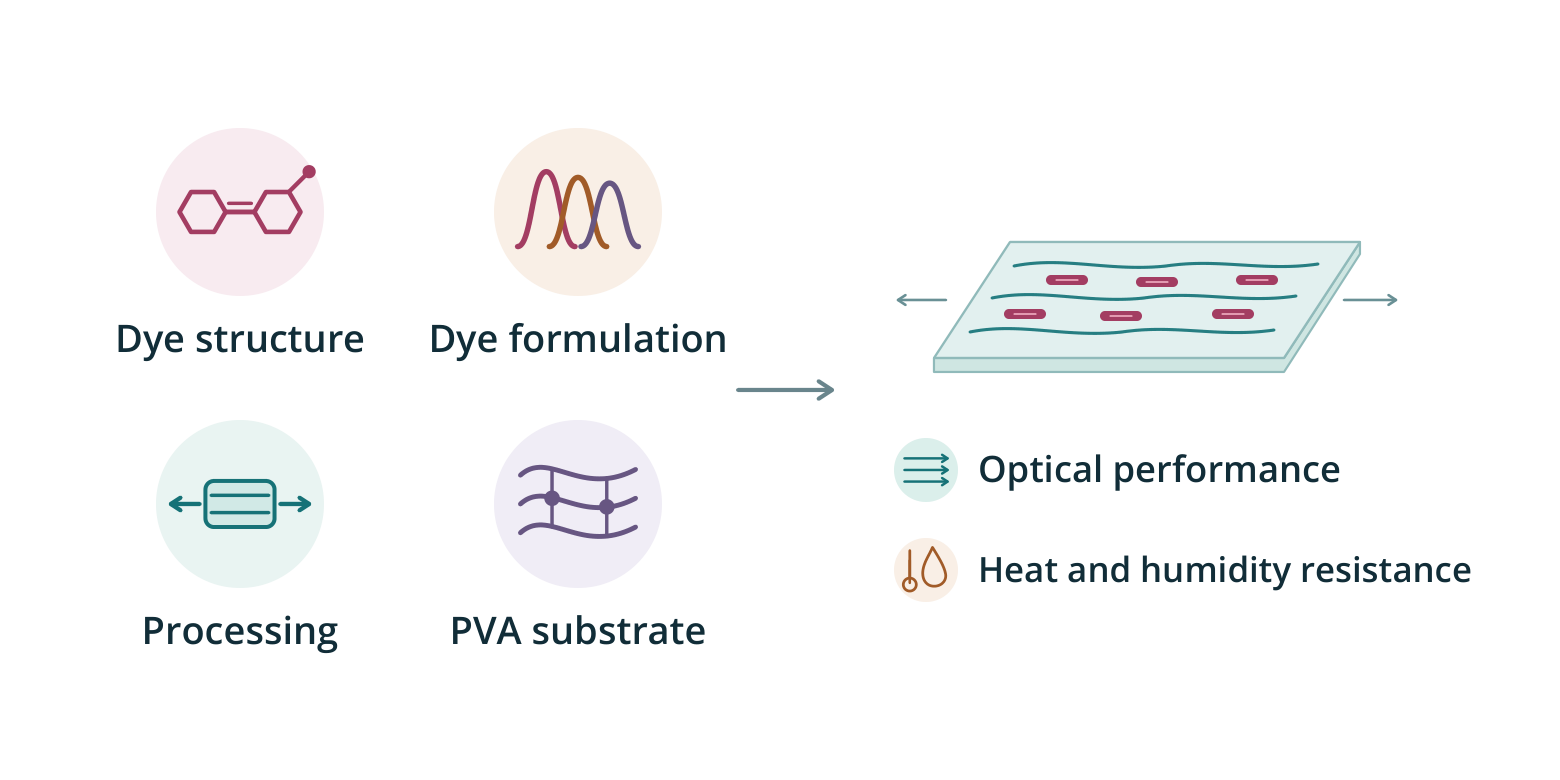 Dye structure
Dye formulation
Processing
PVA substrate
Optical performance
Heat and humidity resistance